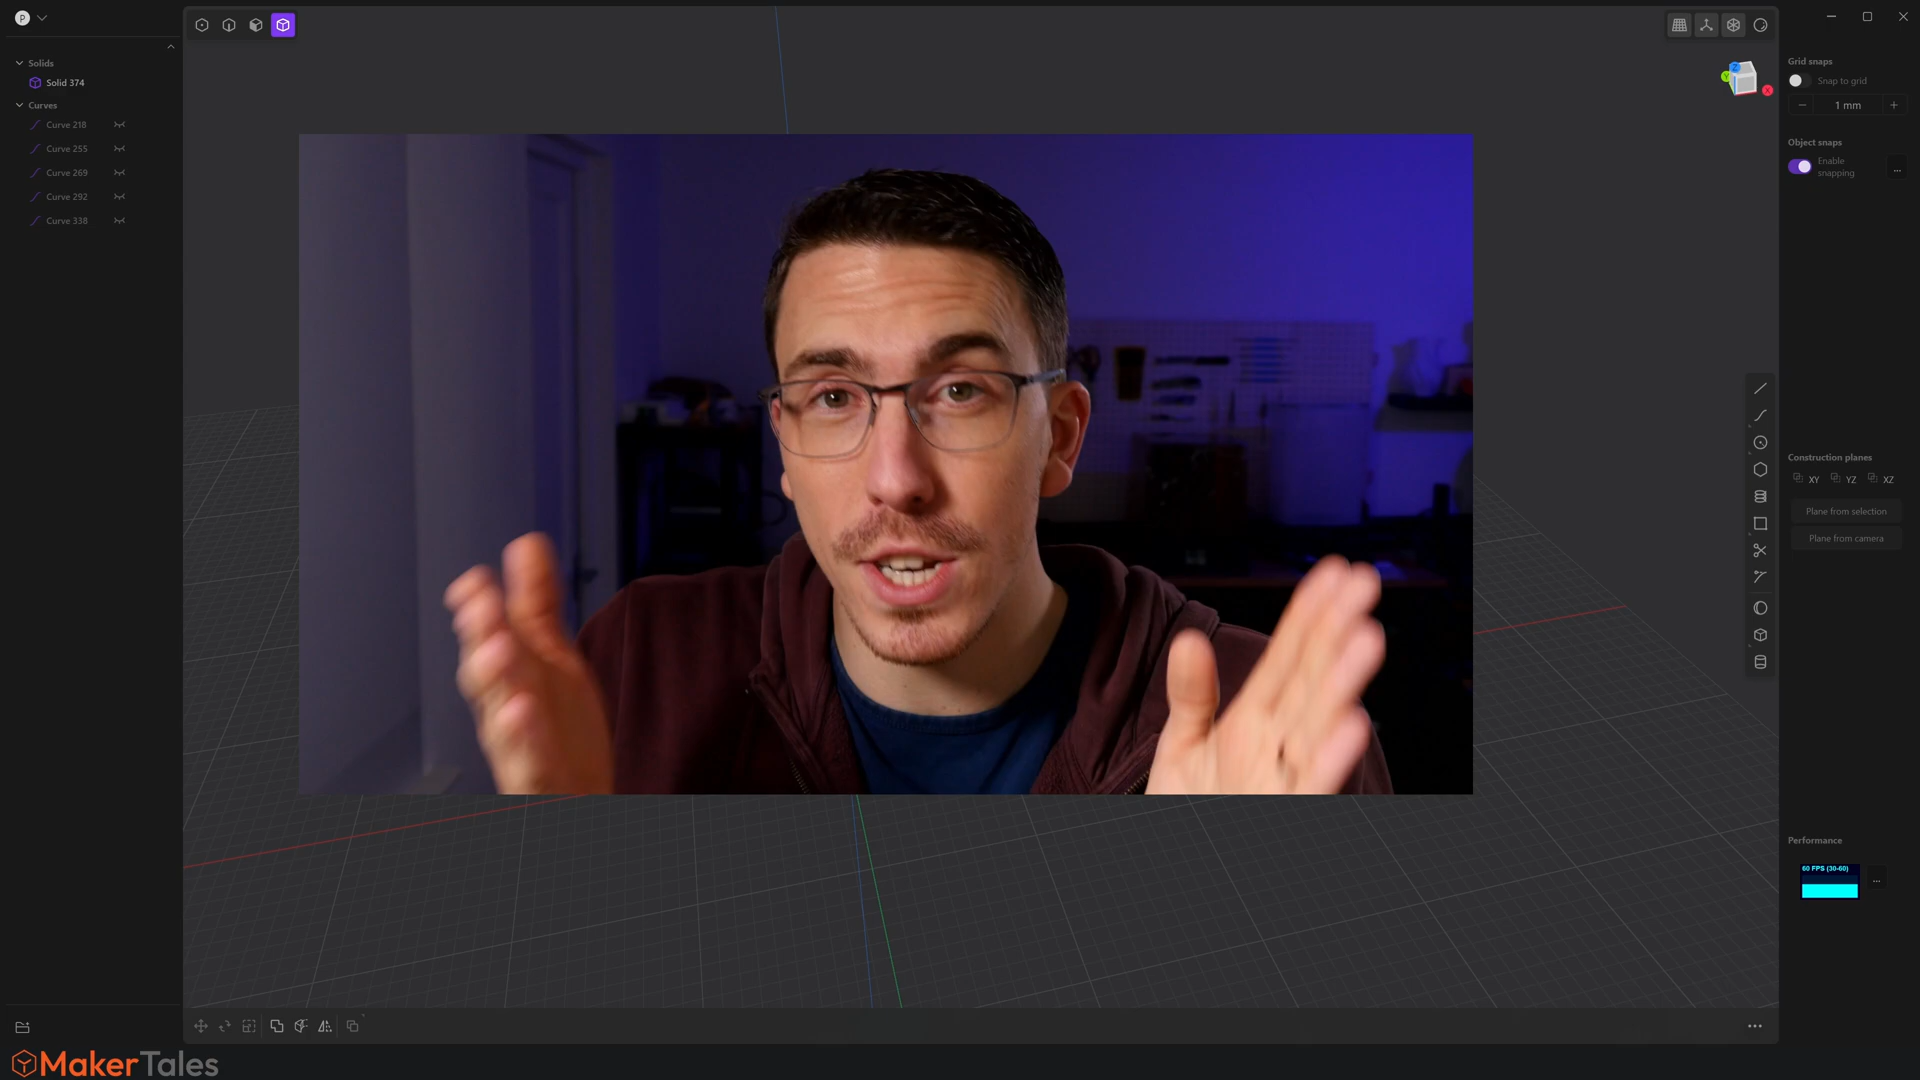 P
Solids
Solid 374
Curves
Curve 218
Curve 255
Curve 269
Curve 292
Curve 338
Z
Y
X
Grid snaps
Snap to grid
1 mm
Object snaps
Enable
snapping
...
Construction planes
XY YZ XZ
Plane from selection
Plane from camera
Performance
60 FPS (30-60)
...
MakerTales